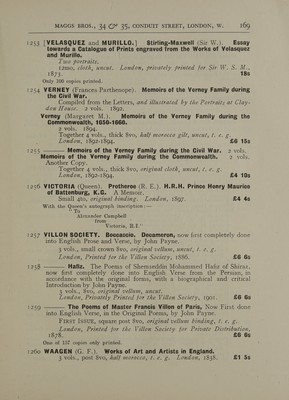 MAGGS BROS., 34 & 35, CONDUIT STREET, LONDON, W. 169
1253 [VELASQUEZ and MURILLO.] Stirling-Maxwell (Sir W.). Essay
towards a Catalogue of Prints engraved from the Works of Velasquez
and Murillo.
Two portraits.
12mo, cloth, uncut. London, privately printed for Sir W. S. M.,
1873. 18s
Only 100 copies printed.
1254 VERNEY (Frances Parthenope). Memoirs of the Verney Family during
the Civil War.
Compiled from the Letters, and illustrated by the Portraits at Clay-
don House. 2 vols. 1892.
Verney (Margaret M.). Memoirs of the Verney Family during the
Commonwealth, 1650-1660.
2 vols. 1894.
Together 4 vols., thick 8vo, half morocco gilt, uncut, t. e. g.
London, 1892-1894. £6 15s
1255 ——— Memoirs of the Verney Family during the Civil War. 2 vols.
Memoirs of the Verney Family during the Commonwealth. 2 vols.
Another Copy.
Together 4 vols., thick 8vo, original cloth, uncut, t. e. g.
London, 1892-1894. £4 10s
1256 VICTORIA (Queen). Protheroe (R. E.). H.R.H. Prince Henry Maurice
of Battenburg, K.G. A Memoir.
Small 4to, original binding. London, 1897. £4 4s
With the Queen's autograph inscription:—
"To
Alexander Campbell
from
Victoria, R.I."
1257 VILLON SOCIETY. Boccaccio. Decameron, now first completely done
into English Prose and Verse, by John Payne.
3 vols., small crown 8vo, original vellum, uncut, t. e. g.
London, Printed for the Villon Society, 1886. £6 6s
1258 ——— Hafiz. The Poems of Shemseddin Mohammed Hafiz of Shiraz,
now first completely done into English Verse from the Persian, in
accordance with the original forms, with a biographical and critical
Introduction by John Payne.
3 vols., 8vo, original vellum, uncut.
London, Privately Printed for the Villon Society, 1901. £6 6s
1259 ——— The Poems of Master Francis Villon of Paris, Now First done
into English Verse, in the Original Poems, by John Payne.
FIRST ISSUE, square post 8vo, original vellum binding, t. e. g.
London, Printed for the Villon Society for Private Distribution,
1878. £6 6s
One of 157 copies only printed.
1260 WAAGEN (G. F.). Works of Art and Artists in England.
3 vols., post 8vo, half morocco, t. e. g. London, 1838. £1 5s